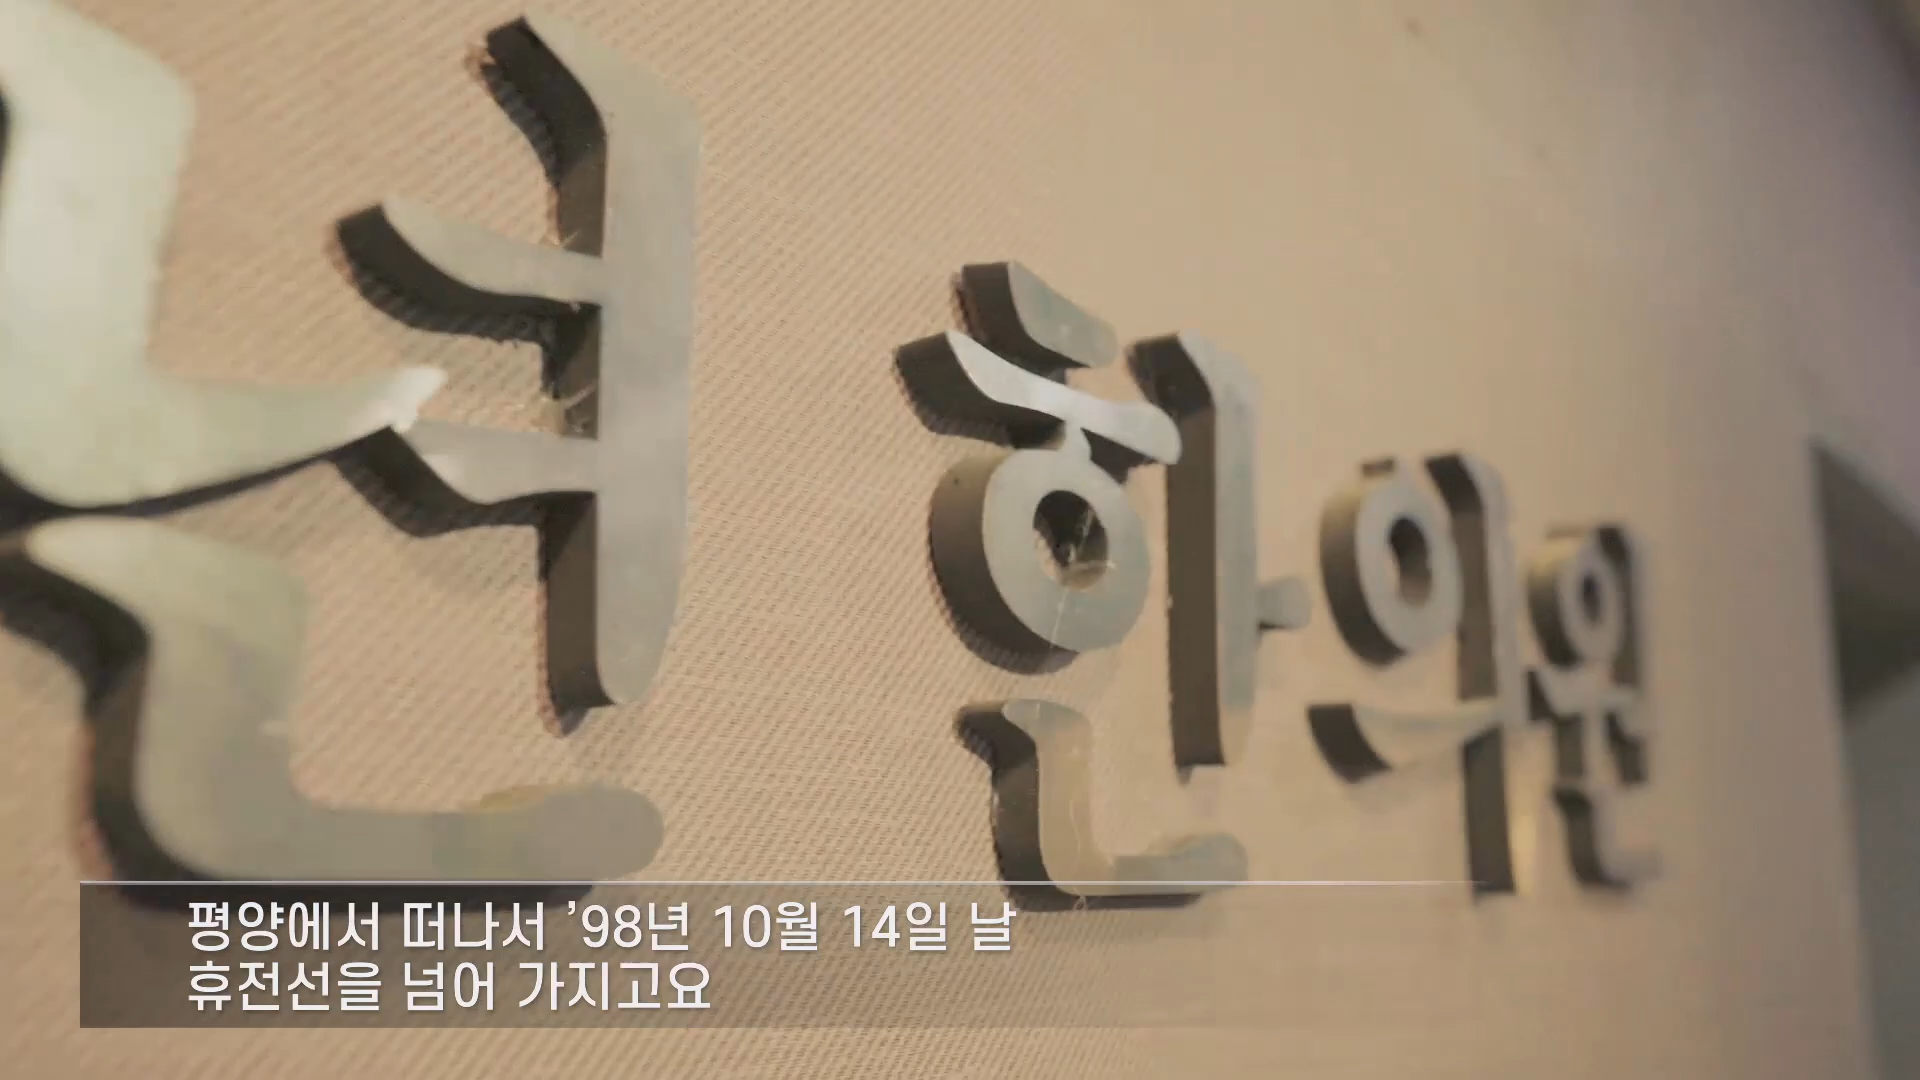 한의원
평양에서 떠나서 ’98년 10월 14일 날
휴전선을 넘어 가지고요